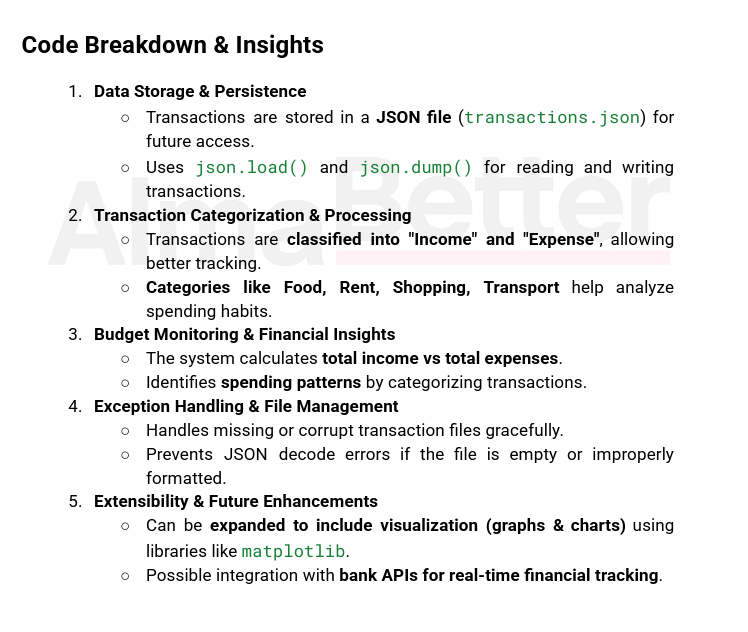 Code Breakdown & Insights
1. Data Storage & Persistence
○ Transactions are stored in a JSON file (transactions.json) for
future access.
○ Uses json.load() and json.dump() for reading and writing
transactions.
2. Transaction Categorization & Processing
○ Transactions are classified into "Income" and "Expense", allowing
better tracking.
○ Categories like Food, Rent, Shopping, Transport help analyze
spending habits.
3. Budget Monitoring & Financial Insights
○ The system calculates total income vs total expenses.
○ Identifies spending patterns by categorizing transactions.
4. Exception Handling & File Management
○ Handles missing or corrupt transaction files gracefully.
○ Prevents JSON decode errors if the file is empty or improperly
formatted.
5. Extensibility & Future Enhancements
○ Can be expanded to include visualization (graphs & charts) using
libraries like matplotlib.
○ Possible integration with bank APIs for real-time financial tracking.
AlmaBetter